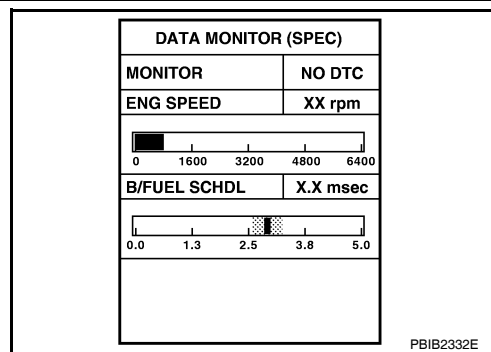 DATA MONITOR (SPEC)
MONITOR NO DTC
ENG SPEED XX rpm
0 1600 3200 4800 6400
B/FUEL SCHDL X.X msec
0.0 1.3 2.5 3.8 5.0
PBIB2332E